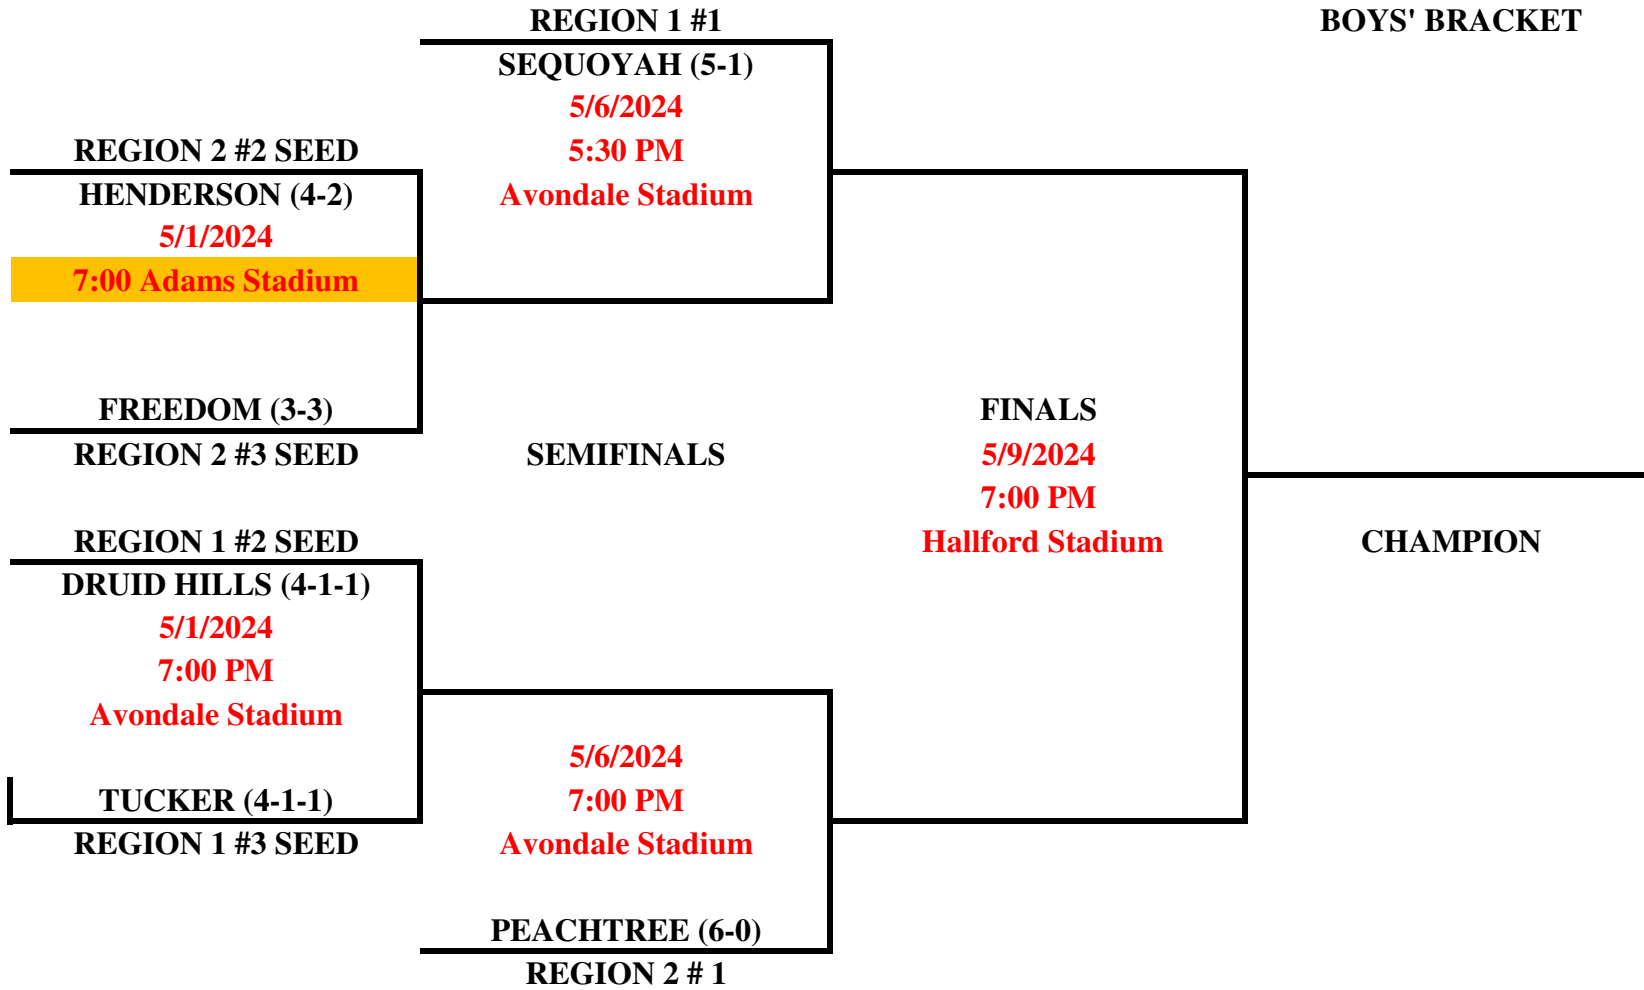 REGION 1 #1
BOYS' BRACKET
SEQUOYAH (5-1)
5/6/2024
5:30 PM
Avondale Stadium
REGION 2 #2 SEED
HENDERSON (4-2)
5/1/2024
7:00 Adams Stadium
FREEDOM (3-3)
REGION 2 #3 SEED
SEMIFINALS
FINALS
5/9/2024
7:00 PM
Hallford Stadium
CHAMPION
REGION 1 #2 SEED
DRUID HILLS (4-1-1)
5/1/2024
7:00 PM
Avondale Stadium
TUCKER (4-1-1)
REGION 1 #3 SEED
5/6/2024
7:00 PM
Avondale Stadium
PEACHTREE (6-0)
REGION 2 # 1